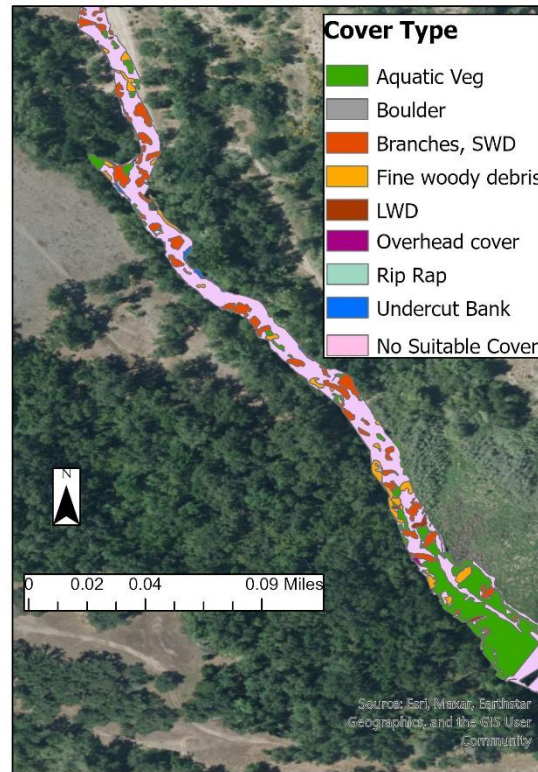 Cover Type
Aquatic Veg
Boulder
Branches, SWD
Fine woody debris
LWD
Overhead cover
Rip Rap
Undercut Bank
No Suitable Cover
N
0 0.02 0.04 0.09 Miles
Source: Esri, Maxar, Earthstar
Geographics, and the GIS User
Community